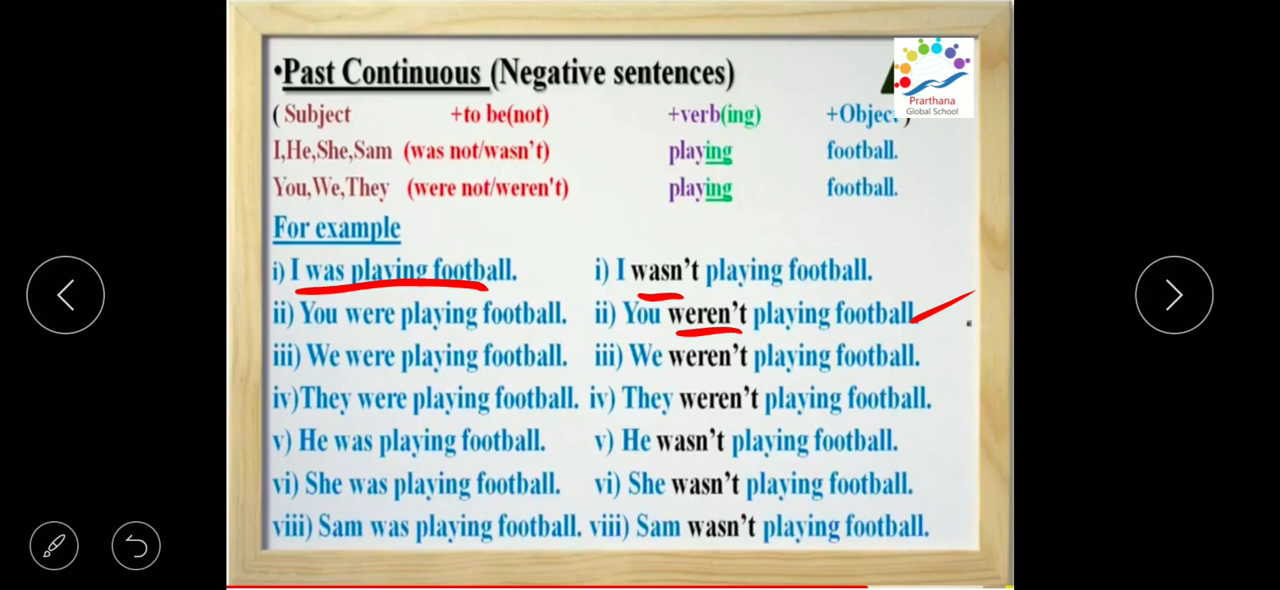 •Past Continuous (Negative sentences)
Prarthana
Global School
( Subject +to be(not) +verb(ing) +Object )
I,He,She,Sam (was not/wasn’t) playing football.
You,We,They (were not/weren't) playing football.
For example
i) I was playing football. i) I wasn’t playing football.
ii) You were playing football. ii) You weren’t playing football.
iii) We were playing football. iii) We weren’t playing football.
iv)They were playing football. iv) They weren’t playing football.
v) He was playing football. v) He wasn’t playing football.
vi) She was playing football. vi) She wasn’t playing football.
viii) Sam was playing football. viii) Sam wasn’t playing football.